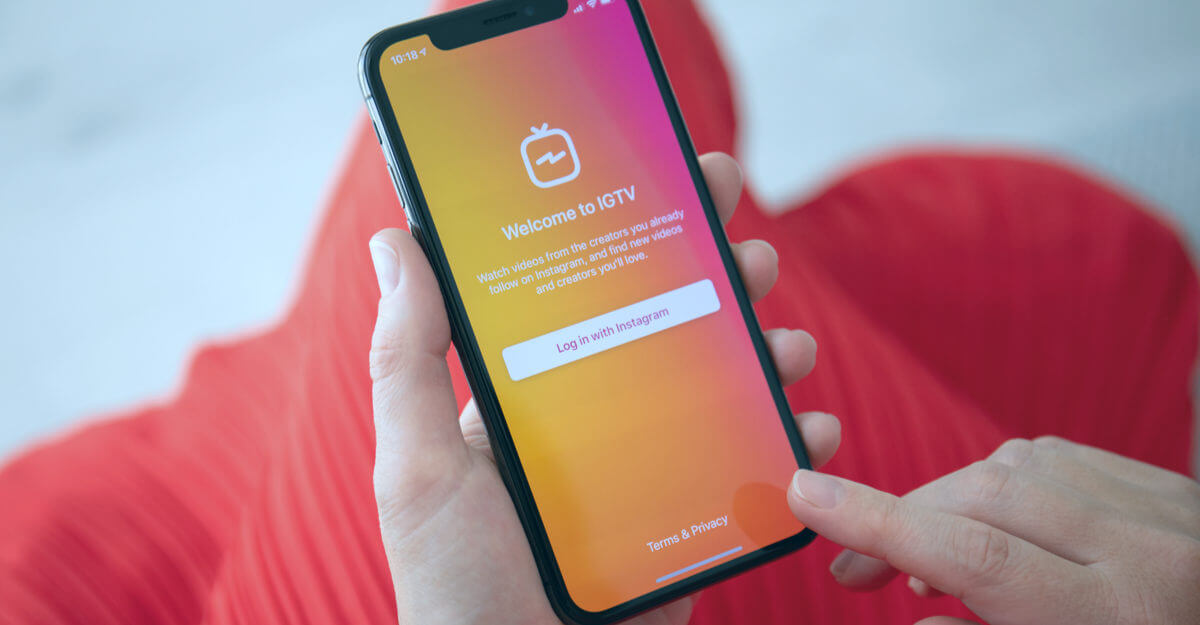 10:18
Welcome to IGTV
Watch videos from the creators you already
follow on Instagram, and find new videos
and creators you'll love.
Log in with Instagram
Terms & Privacy